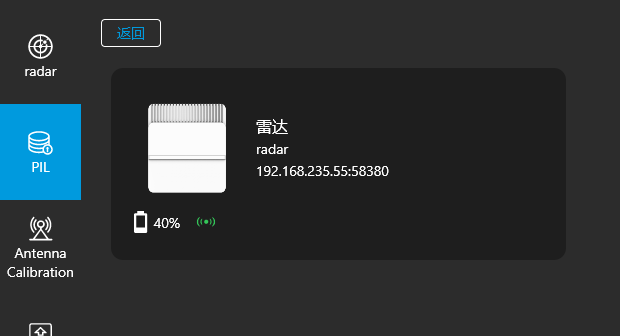 返回
radar
PIL
Antenna
Calibration
雷达
radar
192.168.235.55:58380
40%